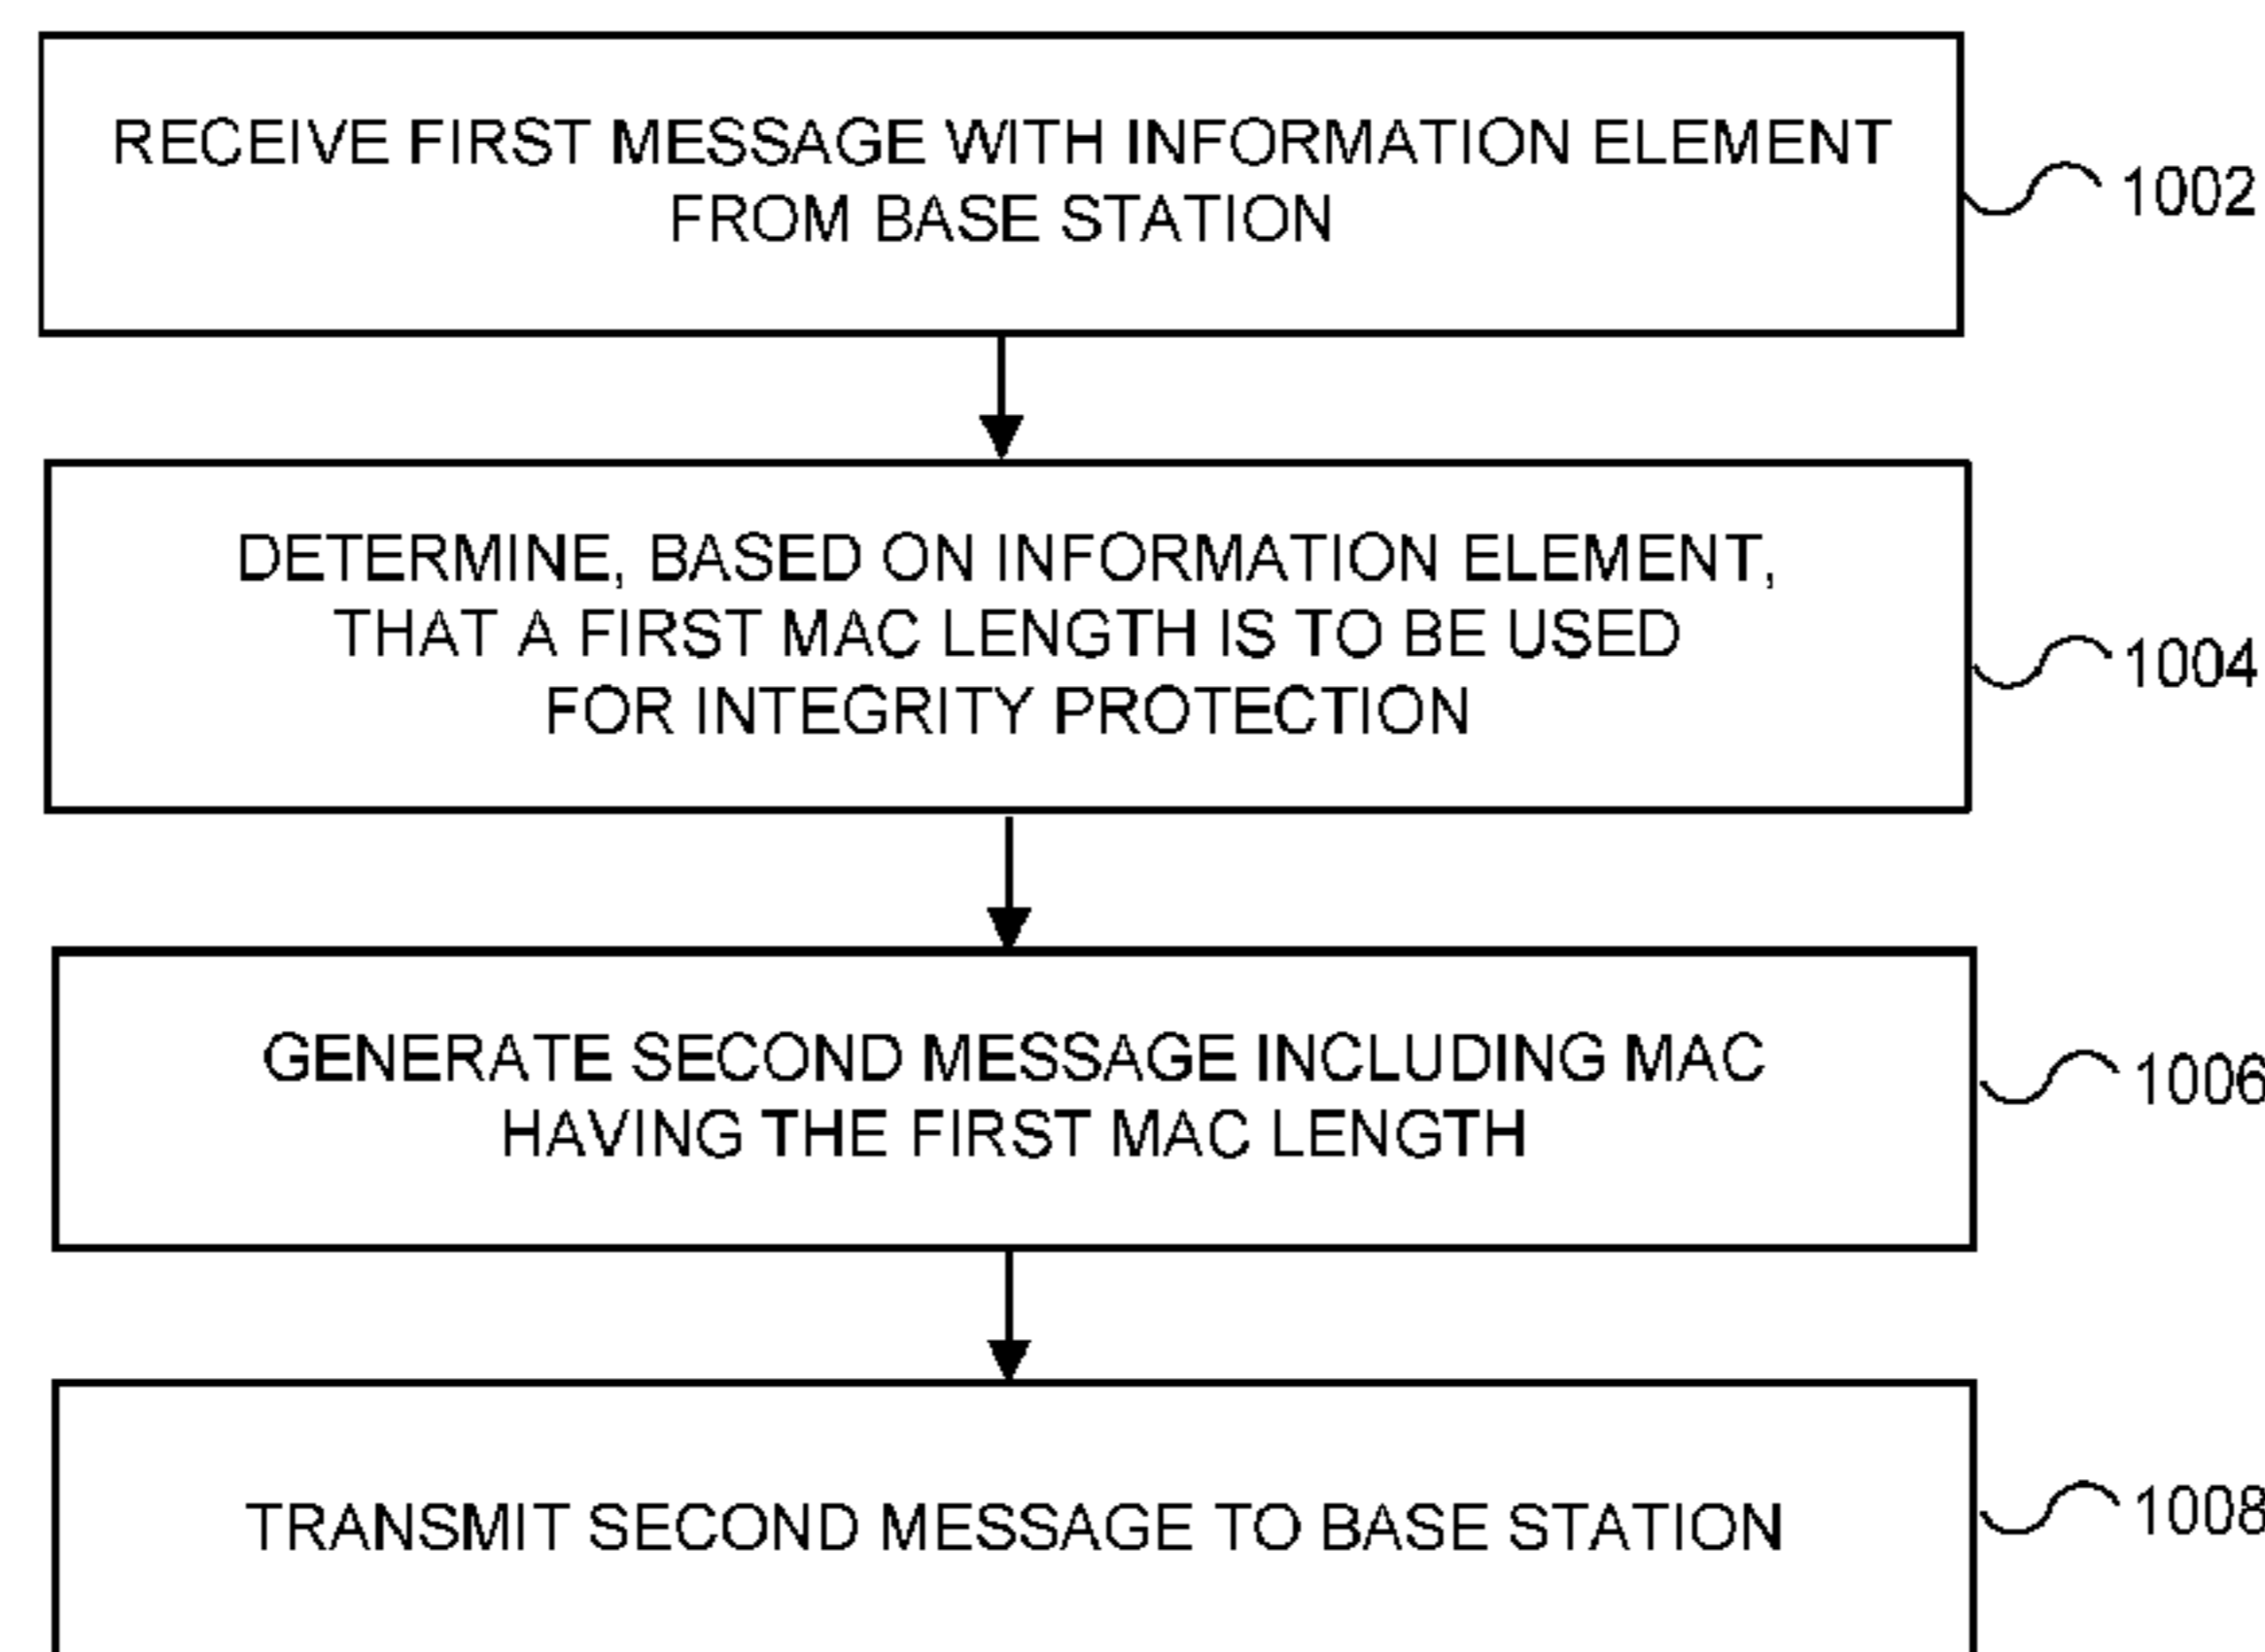 RECEIVE FIRST MESSAGE WITH INFORMATION ELEMENT
FROM BASE STATION
1002
DETERMINE, BASED ON INFORMATION ELEMENT,
THAT A FIRST MAC LENGTH IS TO BE USED
FOR INTEGRITY PROTECTION
1004
GENERATE SECOND MESSAGE INCLUDING MAC
HAVING THE FIRST MAC LENGTH
1006
TRANSMIT SECOND MESSAGE TO BASE STATION
1008